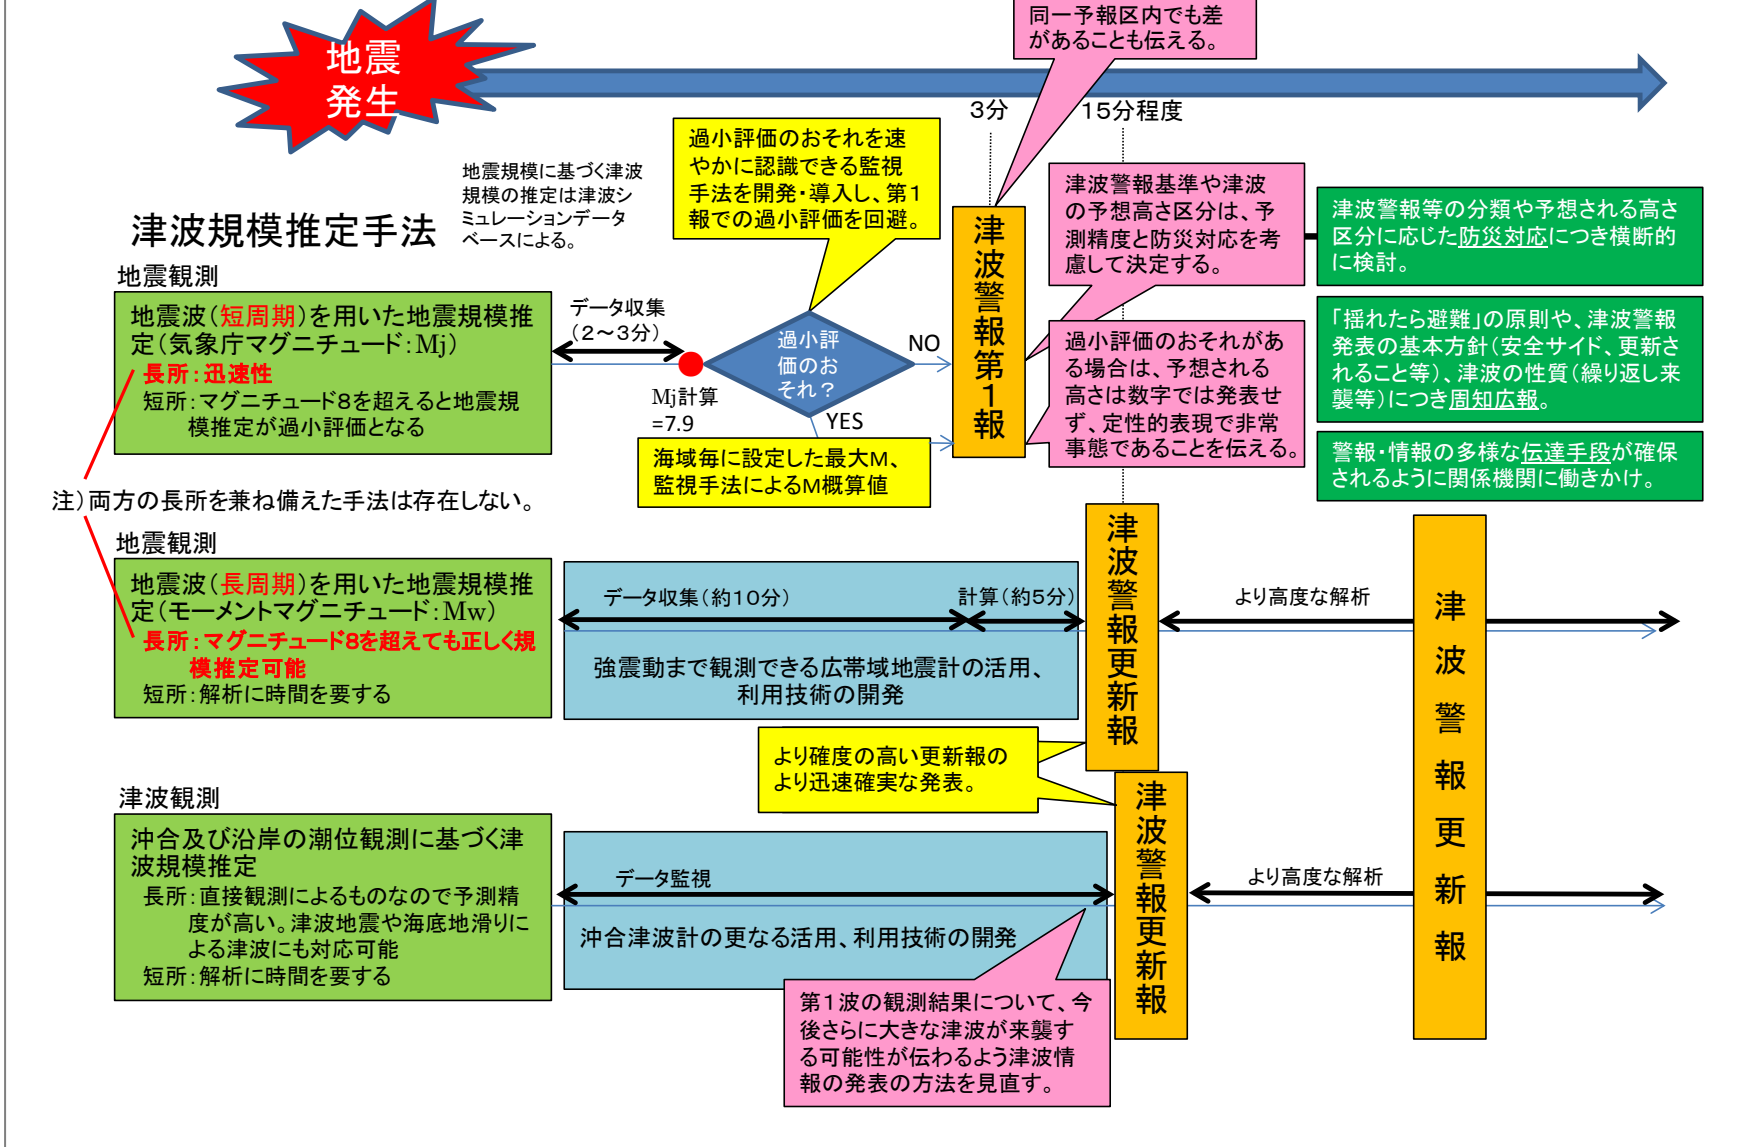 同一予報区内でも差
があることも伝える。
地震
発生
3分
15分程度
過小評価のおそれを速
やかに認識できる監視
手法を開発・導入し、第1
報での過小評価を回避。
地震規模に基づく津波
規模の推定は津波シ
ミュレーションデータ
ベースによる。
津波規模推定手法
津波警報基準や津波
の予想高さ区分は、予
測精度と防災対応を考
慮して決定する。
津波警報等の分類や予想される高さ
区分に応じた防災対応につき横断的
に検討。
地震観測
地震波(短周期)を用いた地震規模推
定(気象庁マグニチュード:Mj)
長所:迅速性
短所:マグニチュード8を超えると地震規
模推定が過小評価となる
データ収集
(2~3分)
Mj計算
=7.9
過小評
価のお
それ?
NO
YES
津波警報第1報
海域毎に設定した最大M、
監視手法によるM概算値
過小評価のおそれがあ
る場合は、予想される
高さは数字では発表せ
ず、定性的表現で非常
事態であることを伝える。
「揺れたら避難」の原則や、津波警報
発表の基本方針(安全サイド、更新さ
れること等)、津波の性質(繰り返し来
襲等)につき周知広報。
警報・情報の多様な伝達手段が確保
されるように関係機関に働きかけ。
注)両方の長所を兼ね備えた手法は存在しない。
地震観測
地震波(長周期)を用いた地震規模推
定(モーメントマグニチュード:Mw)
長所:マグニチュード8を超えても正しく規
模推定可能
短所:解析に時間を要する
データ収集(約10分)
計算(約5分)
強震動まで観測できる広帯域地震計の活用、
利用技術の開発
津波警報更新報
より高度な解析
津波警報更新報
より確度の高い更新報の
より迅速確実な発表。
津波観測
沖合及び沿岸の潮位観測に基づく津
波規模推定
長所:直接観測によるものなので予測精
度が高い。津波地震や海底地滑りに
よる津波にも対応可能
短所:解析に時間を要する
データ監視
沖合津波計の更なる活用、利用技術の開発
津波警報更新報
より高度な解析
第1波の観測結果について、今
後さらに大きな津波が来襲す
る可能性が伝わるよう津波情
報の発表の方法を見直す。